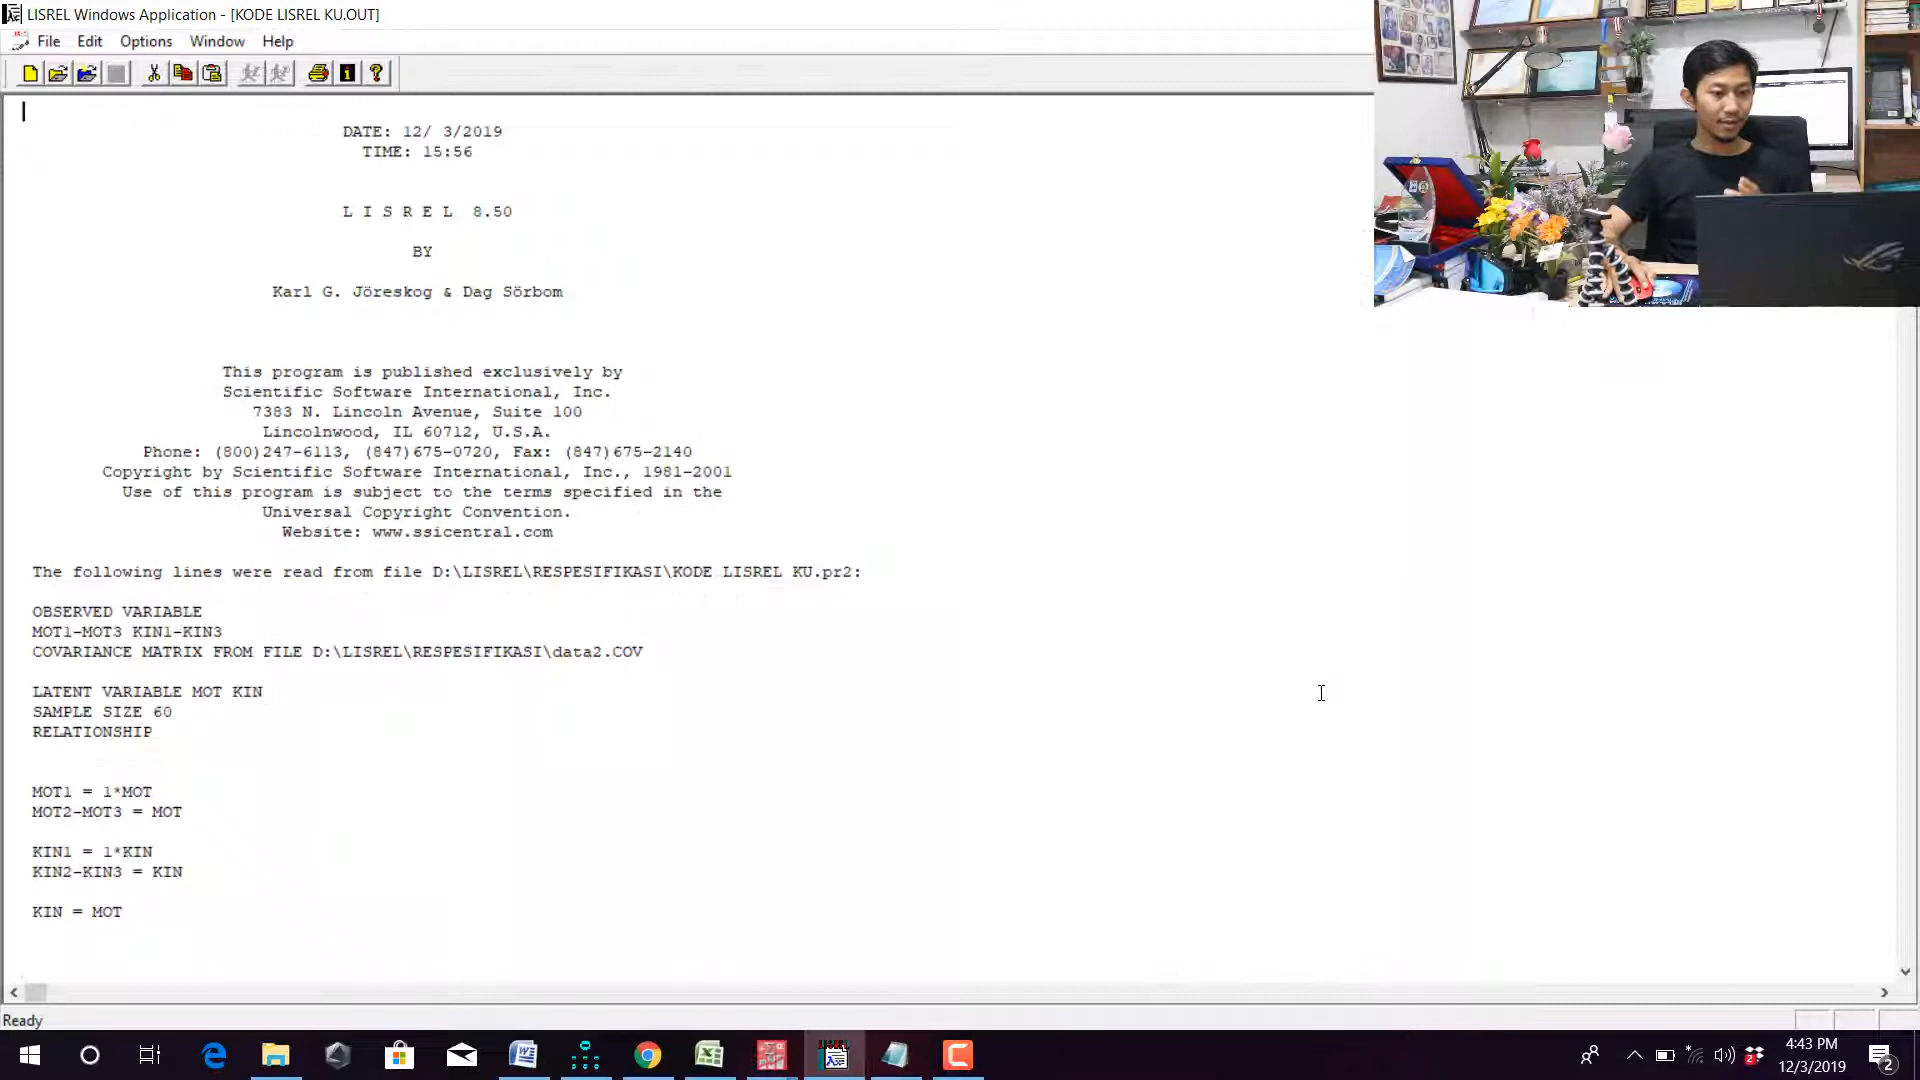 LISREL Windows Application - [KODE LISREL KU.OUT]
File Edit Options Window Help
DATE: 12/ 3/2019
TIME: 15:56
L I S R E L 8.50
BY
Karl G. Jöreskog & Dag Sörbom
This program is published exclusively by
Scientific Software International, Inc.
7383 N. Lincoln Avenue, Suite 100
Lincolnwood, IL 60712, U.S.A.
Phone: (800)247-6113, (847)675-0720, Fax: (847)675-2140
Copyright by Scientific Software International, Inc., 1981-2001
Use of this program is subject to the terms specified in the
Universal Copyright Convention.
Website: www.ssicentral.com
The following lines were read from file D:\LISREL\RESPESIFIKASI\KODE LISREL KU.pr2:
OBSERVED VARIABLE
MOT1-MOT3 KIN1-KIN3
COVARIANCE MATRIX FROM FILE D:\LISREL\RESPESIFIKASI\data2.COV
LATENT VARIABLE MOT KIN
SAMPLE SIZE 60
RELATIONSHIP
MOT1 = 1*MOT
MOT2-MOT3 = MOT
KIN1 = 1*KIN
KIN2-KIN3 = KIN
KIN = MOT
Ready
4:43 PM
12/3/2019
2